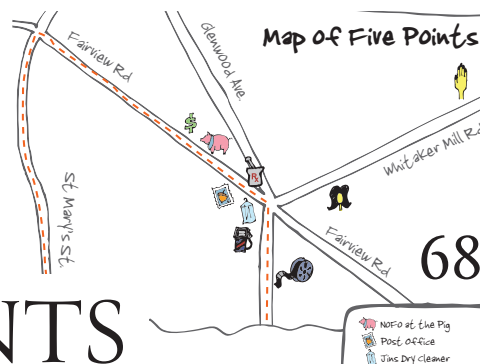 Map of Five Points
Fairview Rd
Glenwood Ave.
Whitaker Mill Rd
St Mary's St.
Rx
$
Fairview Rd
68
NTS
NOFO at the Pig
Post Office
Jins Dry Cleaner